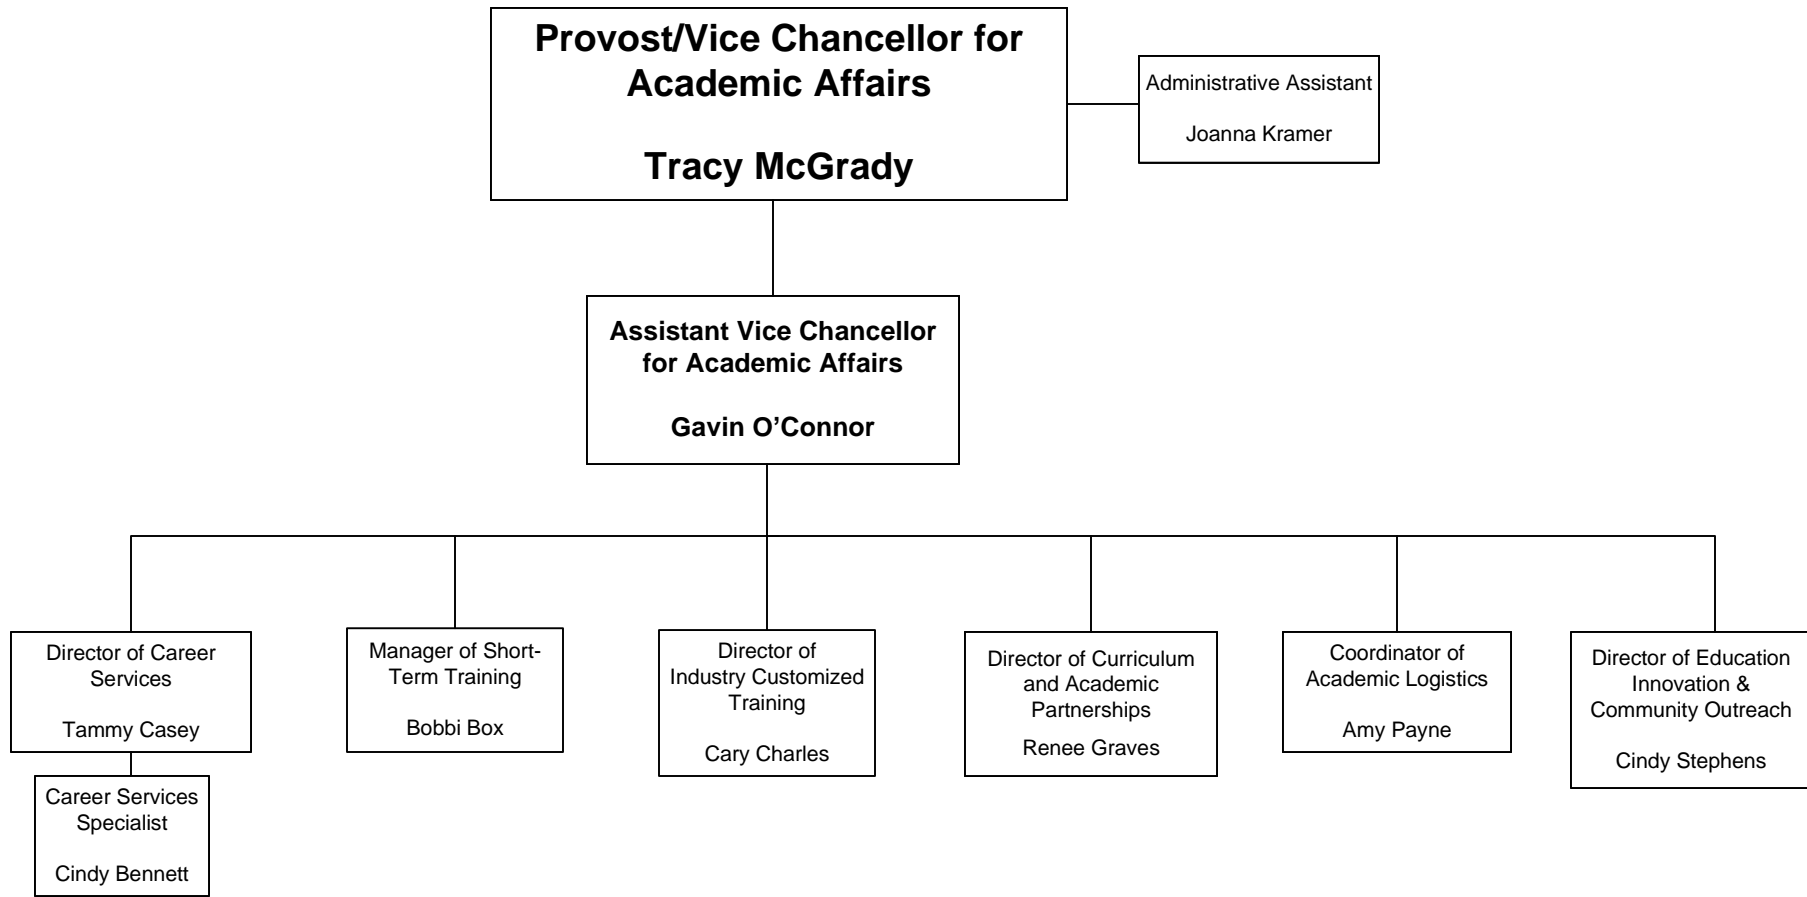 Provost/Vice Chancellor for
Academic Affairs
Tracy McGrady
Administrative Assistant
Joanna Kramer
Assistant Vice Chancellor
for Academic Affairs
Gavin O’Connor
Director of Career
Services
Tammy Casey
Career Services
Specialist
Cindy Bennett
Manager of Short-
Term Training
Bobbi Box
Director of
Industry Customized
Training
Cary Charles
Director of Curriculum
and Academic
Partnerships
Renee Graves
Coordinator of
Academic Logistics
Amy Payne
Director of Education
Innovation &
Community Outreach
Cindy Stephens